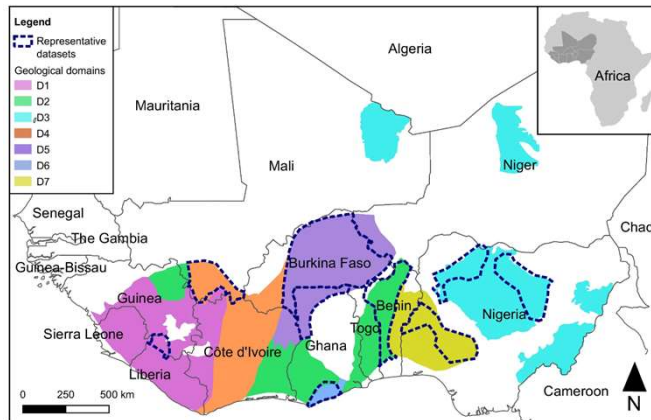 Legend
Representative
datasets
Geological domains
D1
D2
D3
D4
D5
D6
D7
Algeria
Africa
Mauritania
Mali
Niger
Senegal
Chad
The Gambia
Guinea-Bissau
Burkina Faso
Guinea
Benin
Nigeria
Sierra Leone
Togo
Côte d'Ivoire
Ghana
Liberia
Cameroon
0 250 500 km
N